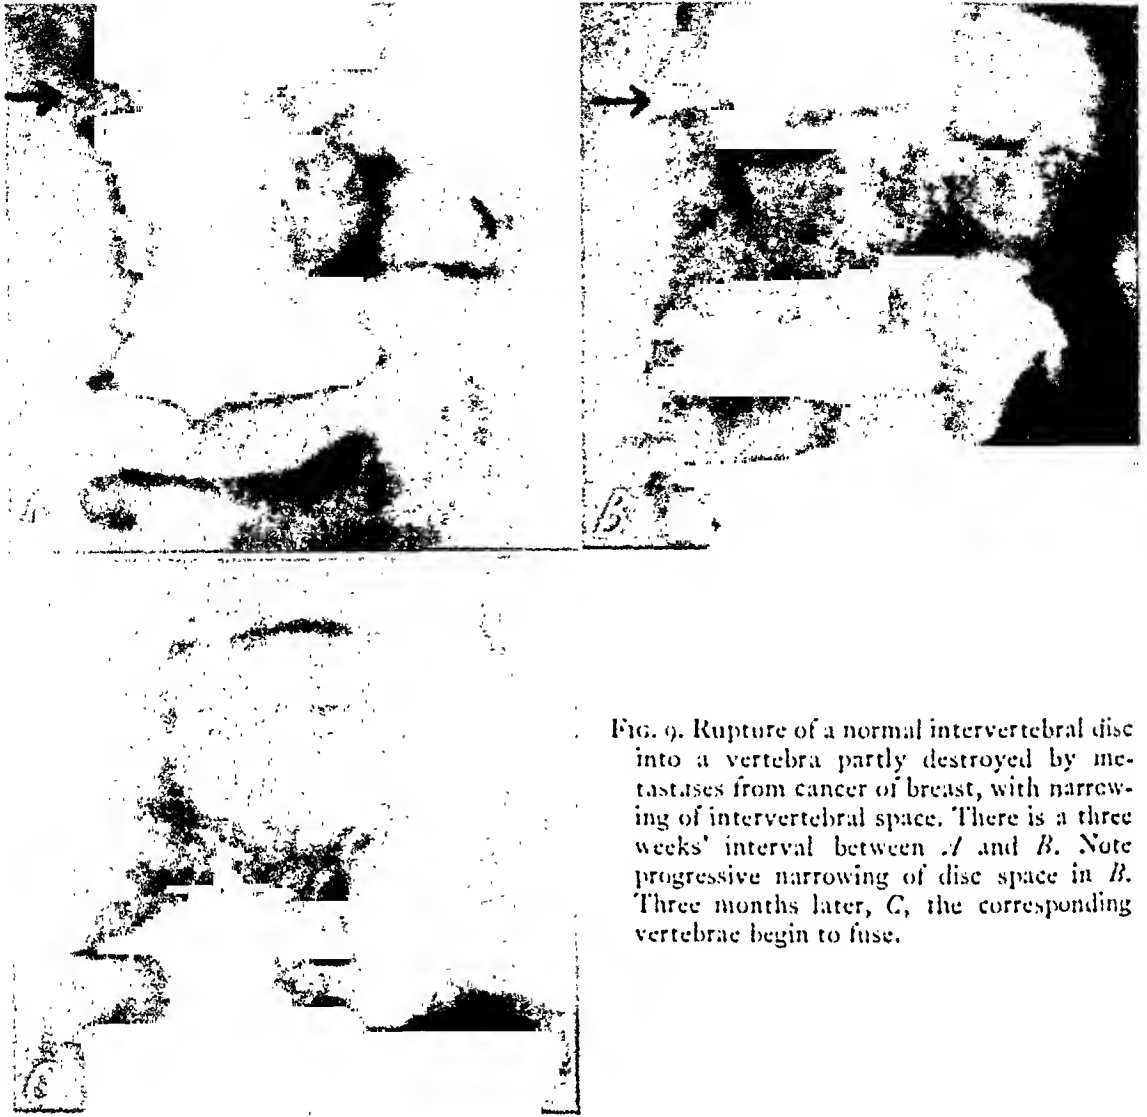 A
B
C
FIG. 9. Rupture of a normal intervertebral disc
into a vertebra partly destroyed by me-
tastases from cancer of breast, with narrow-
ing of intervertebral space. There is a three
weeks' interval between A and B. Note
progressive narrowing of disc space in B.
Three months later, C, the corresponding
vertebrae begin to fuse.